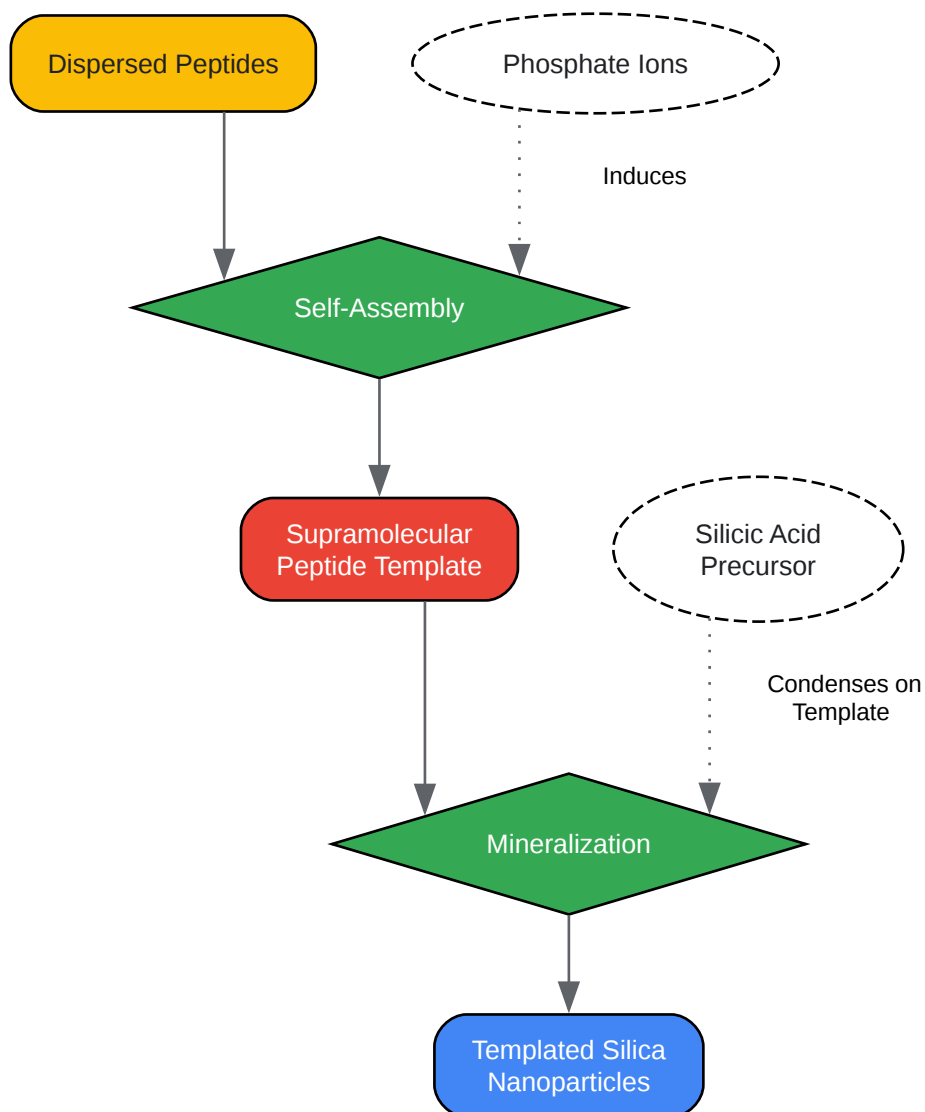 Dispersed Peptides
Phosphate Ions
Induces
Self-Assembly
Supramolecular
Peptide Template
Silicic Acid
Precursor
Condenses on
Template
Mineralization
Templated Silica
Nanoparticles